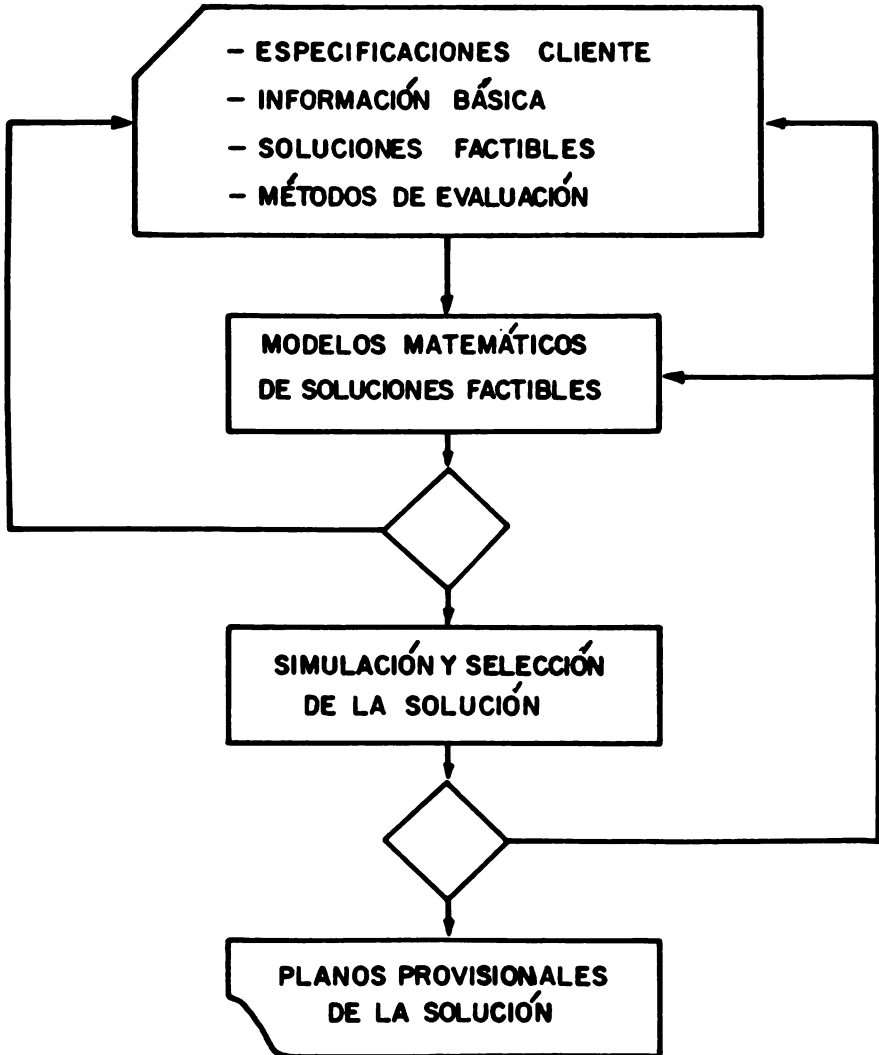 - ESPECIFICACIONES CLIENTE
- INFORMACIÓN BÁSICA
- SOLUCIONES FACTIBLES
- MÉTODOS DE EVALUACIÓN
MODELOS MATEMÁTICOS
DE SOLUCIONES FACTIBLES
SIMULACIÓN Y SELECCIÓN
DE LA SOLUCIÓN
PLANOS PROVISIONALES
DE LA SOLUCIÓN